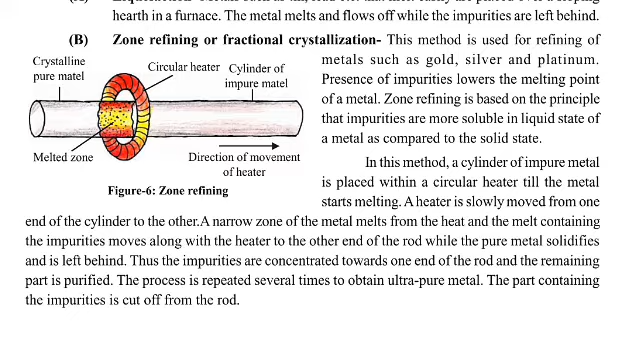 hearth in a furnace. The metal melts and flows off while the impurities are left behind.
(B) Zone refining or fractional crystallization- This method is used for refining of
metals such as gold, silver and platinum.
Presence of impurities lowers the melting point
of a metal. Zone refining is based on the principle
that impurities are more soluble in liquid state of
a metal as compared to the solid state.
Crystalline
pure matel
Circular heater
Cylinder of
impure matel
Melted zone
Direction of movement
of heater
Figure-6: Zone refining
In this method, a cylinder of impure metal
is placed within a circular heater till the metal
starts melting. A heater is slowly moved from one
end of the cylinder to the other.A narrow zone of the metal melts from the heat and the melt containing
the impurities moves along with the heater to the other end of the rod while the pure metal solidifies
and is left behind. Thus the impurities are concentrated towards one end of the rod and the remaining
part is purified. The process is repeated several times to obtain ultra-pure metal. The part containing
the impurities is cut off from the rod.